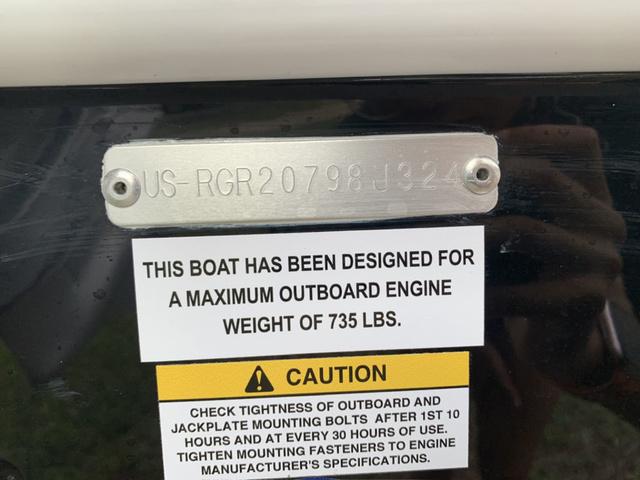 US-RGR20798J324
THIS BOAT HAS BEEN DESIGNED FOR
A MAXIMUM OUTBOARD ENGINE
WEIGHT OF 735 LBS.
CAUTION
CHECK TIGHTNESS OF OUTBOARD AND
JACKPLATE MOUNTING BOLTS AFTER 1ST 10
HOURS AND AT EVERY 30 HOURS OF USE.
TIGHTEN MOUNTING FASTENERS TO ENGINE
MANUFACTURER'S SPECIFICATIONS.